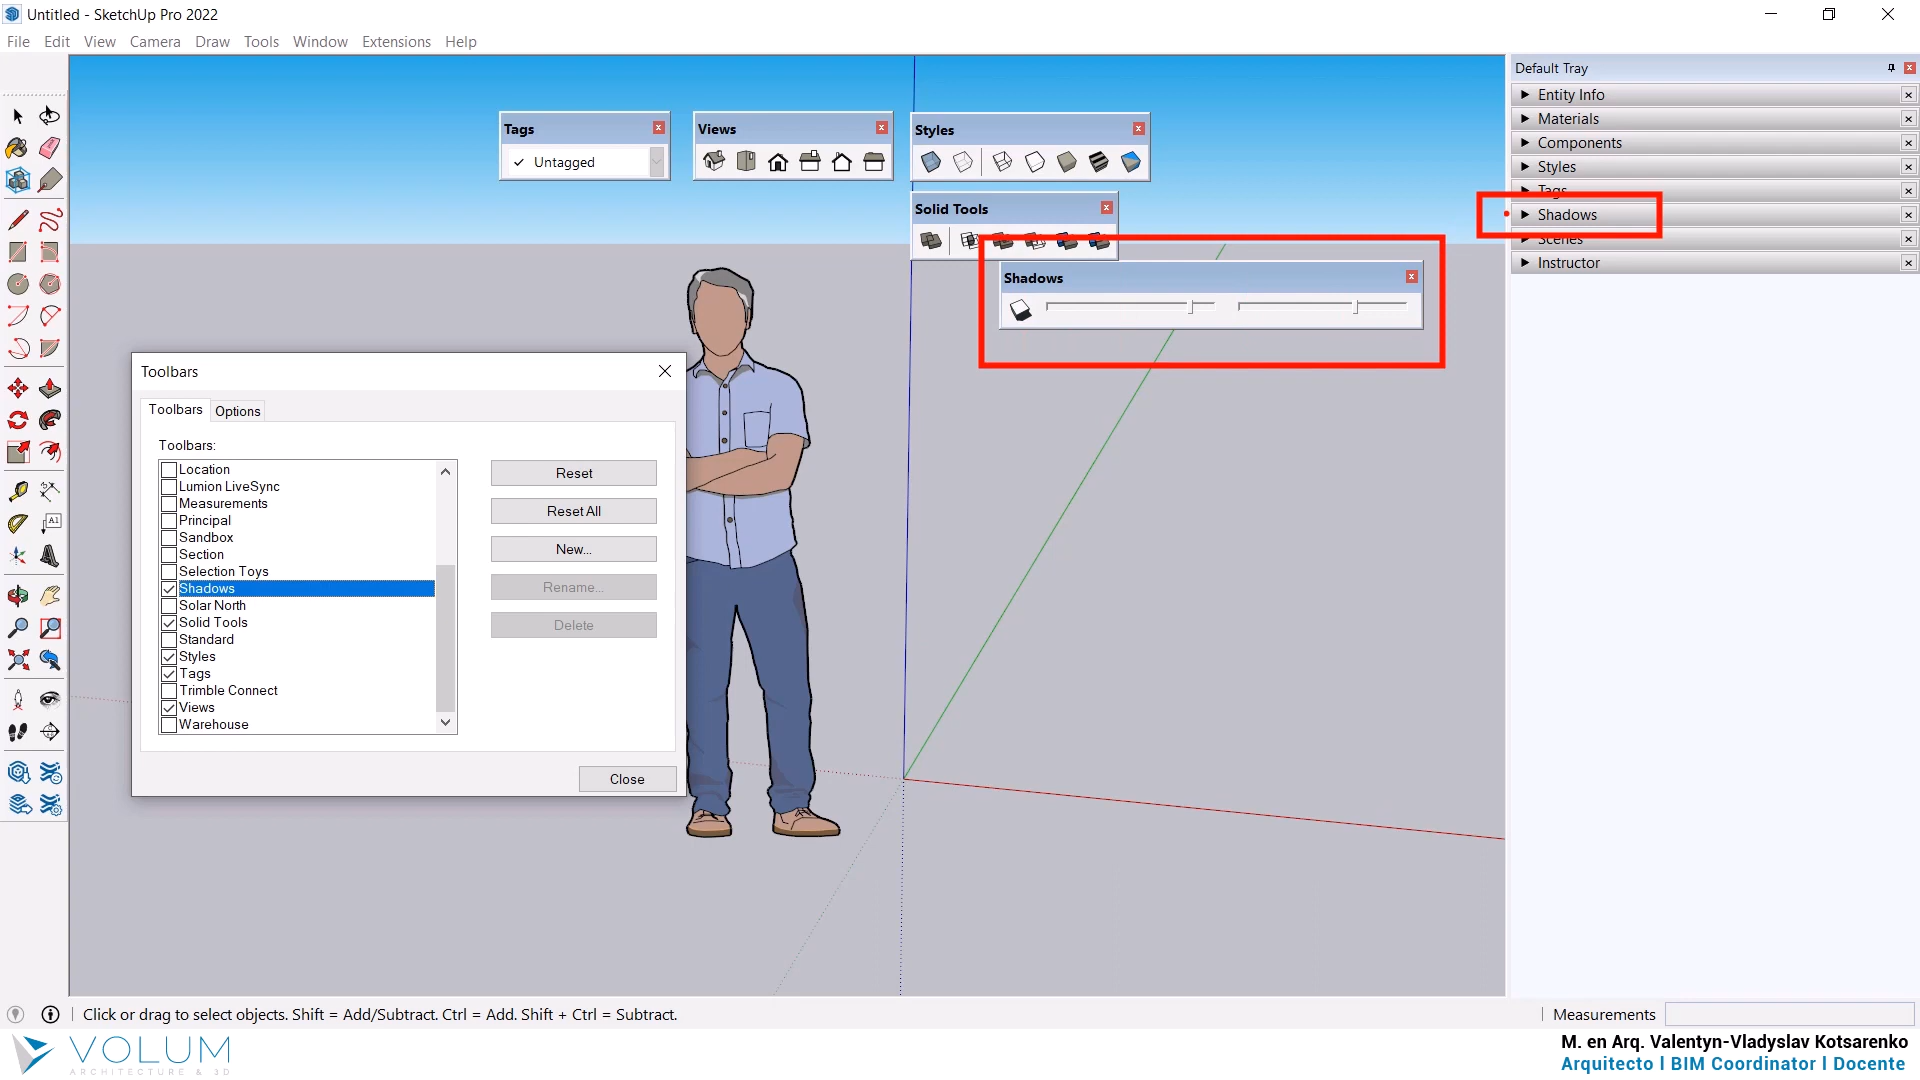 Untitled - SketchUp Pro 2022
File Edit View Camera Draw Tools Window Extensions Help
Default Tray
Entity Info
Materials
Components
Styles
Tags
Shadows
Scenes
Instructor
Tags
Untagged
Views
Styles
Solid Tools
Shadows
Toolbars
Toolbars Options
Toolbars:
Location
Lumion LiveSync
Measurements
Principal
Sandbox
Section
Selection Toys
Shadows
Solar North
Solid Tools
Standard
Styles
Tags
Trimble Connect
Views
Warehouse
Reset
Reset All
New...
Rename...
Delete
Close
A1
Click or drag to select objects. Shift = Add/Subtract. Ctrl = Add. Shift + Ctrl = Subtract.
Measurements
VOLUM
ARCHITECTURE & 3D
M. en Arq. Valentyn-Vladyslav Kotsarenko
Arquitecto I BIM Coordinator I Docente